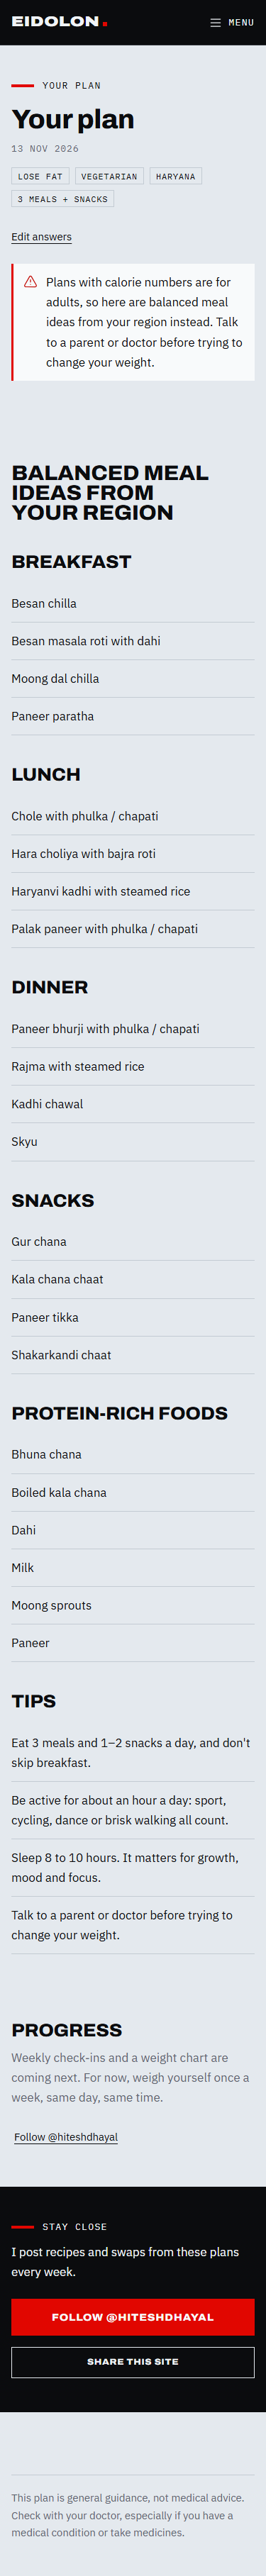 EIDOLON.
MENU
YOUR PLAN
Your plan
13 NOV 2026
LOSE FAT
VEGETARIAN
HARYANA
3 MEALS + SNACKS
Edit answers
Plans with calorie numbers are for
adults, so here are balanced meal
ideas from your region instead. Talk
to a parent or doctor before trying to
change your weight.
BALANCED MEAL
IDEAS FROM
YOUR REGION
BREAKFAST
Besan chilla
Besan masala roti with dahi
Moong dal chilla
Paneer paratha
LUNCH
Chole with phulka / chapati
Hara choliya with bajra roti
Haryanvi kadhi with steamed rice
Palak paneer with phulka / chapati
DINNER
Paneer bhurji with phulka / chapati
Rajma with steamed rice
Kadhi chawal
Skyu
SNACKS
Gur chana
Kala chana chaat
Paneer tikka
Shakarkandi chaat
PROTEIN-RICH FOODS
Bhuna chana
Boiled kala chana
Dahi
Milk
Moong sprouts
Paneer
TIPS
Eat 3 meals and 1–2 snacks a day, and don't
skip breakfast.
Be active for about an hour a day: sport,
cycling, dance or brisk walking all count.
Sleep 8 to 10 hours. It matters for growth,
mood and focus.
Talk to a parent or doctor before trying to
change your weight.
PROGRESS
Weekly check-ins and a weight chart are
coming next. For now, weigh yourself once a
week, same day, same time.
Follow @hiteshdhayal
STAY CLOSE
I post recipes and swaps from these plans
every week.
FOLLOW @HITESHDHAYAL
SHARE THIS SITE
This plan is general guidance, not medical advice.
Check with your doctor, especially if you have a
medical condition or take medicines.